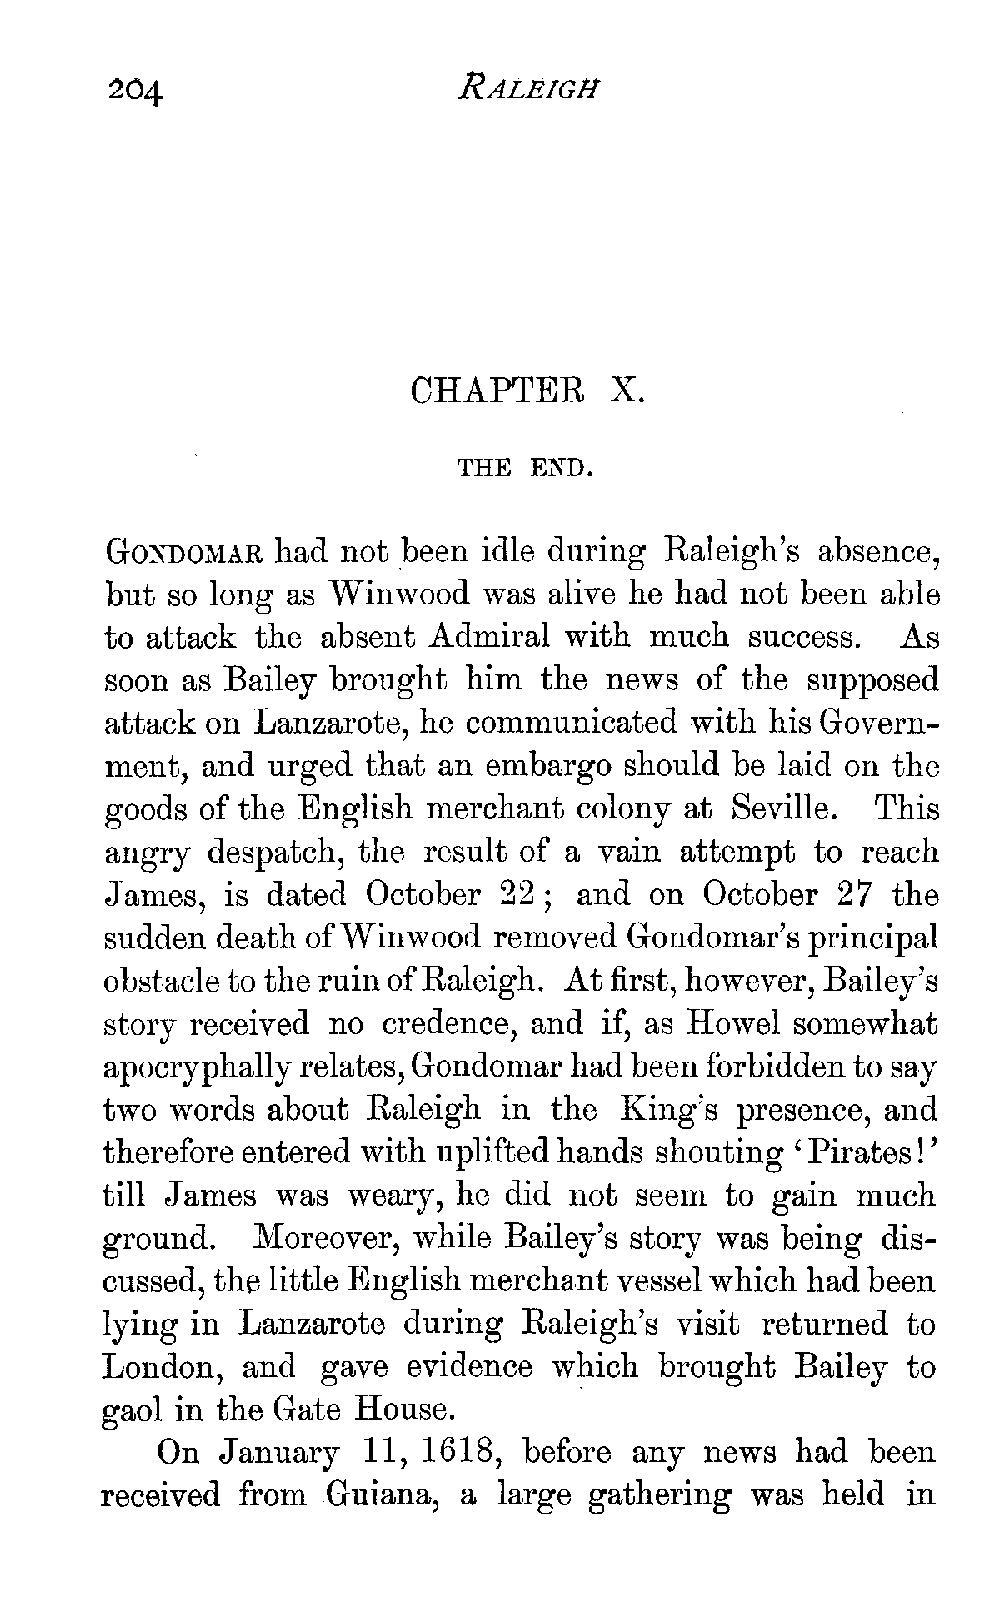 204 RALEIGH
CHAPTER X.
THE END.
GONDOMAR had not been idle during Raleigh's absence,
but so long as Winwood was alive he had not been able
to attack the absent Admiral with much success. As
soon as Bailey brought him the news of the supposed
attack on Lanzarote, he communicated with his Govern-
ment, and urged that an embargo should be laid on the
goods of the English merchant colony at Seville. This
angry despatch, the result of a vain attempt to reach
James, is dated October 22; and on October 27 the
sudden death of Winwood removed Gondomar's principal
obstacle to the ruin of Raleigh. At first, however, Bailey's
story received no credence, and if, as Howel somewhat
apocryphally relates, Gondomar had been forbidden to say
two words about Raleigh in the King's presence, and
therefore entered with uplifted hands shouting 'Pirates!'
till James was weary, he did not seem to gain much
ground. Moreover, while Bailey's story was being dis-
cussed, the little English merchant vessel which had been
lying in Lanzarote during Raleigh's visit returned to
London, and gave evidence which brought Bailey to
gaol in the Gate House.
On January 11, 1618, before any news had been
received from Guiana, a large gathering was held in